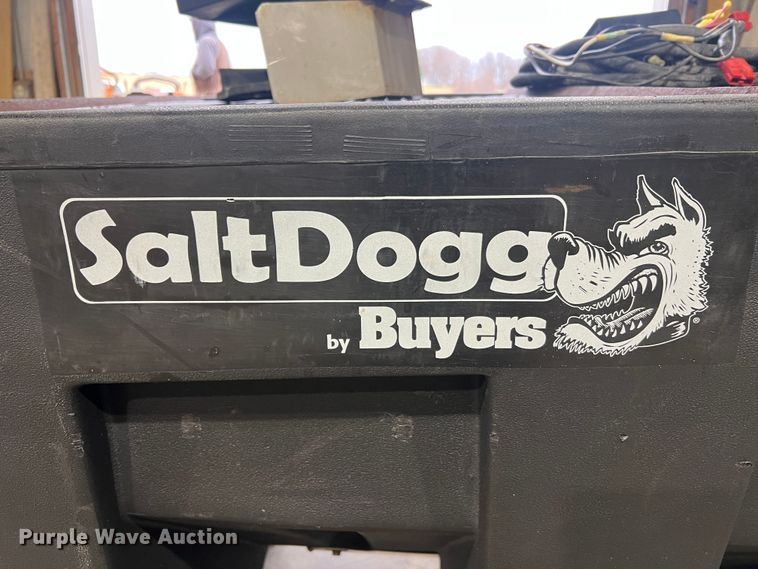 SaltDogg
by Buyers
®
Purple Wave Auction